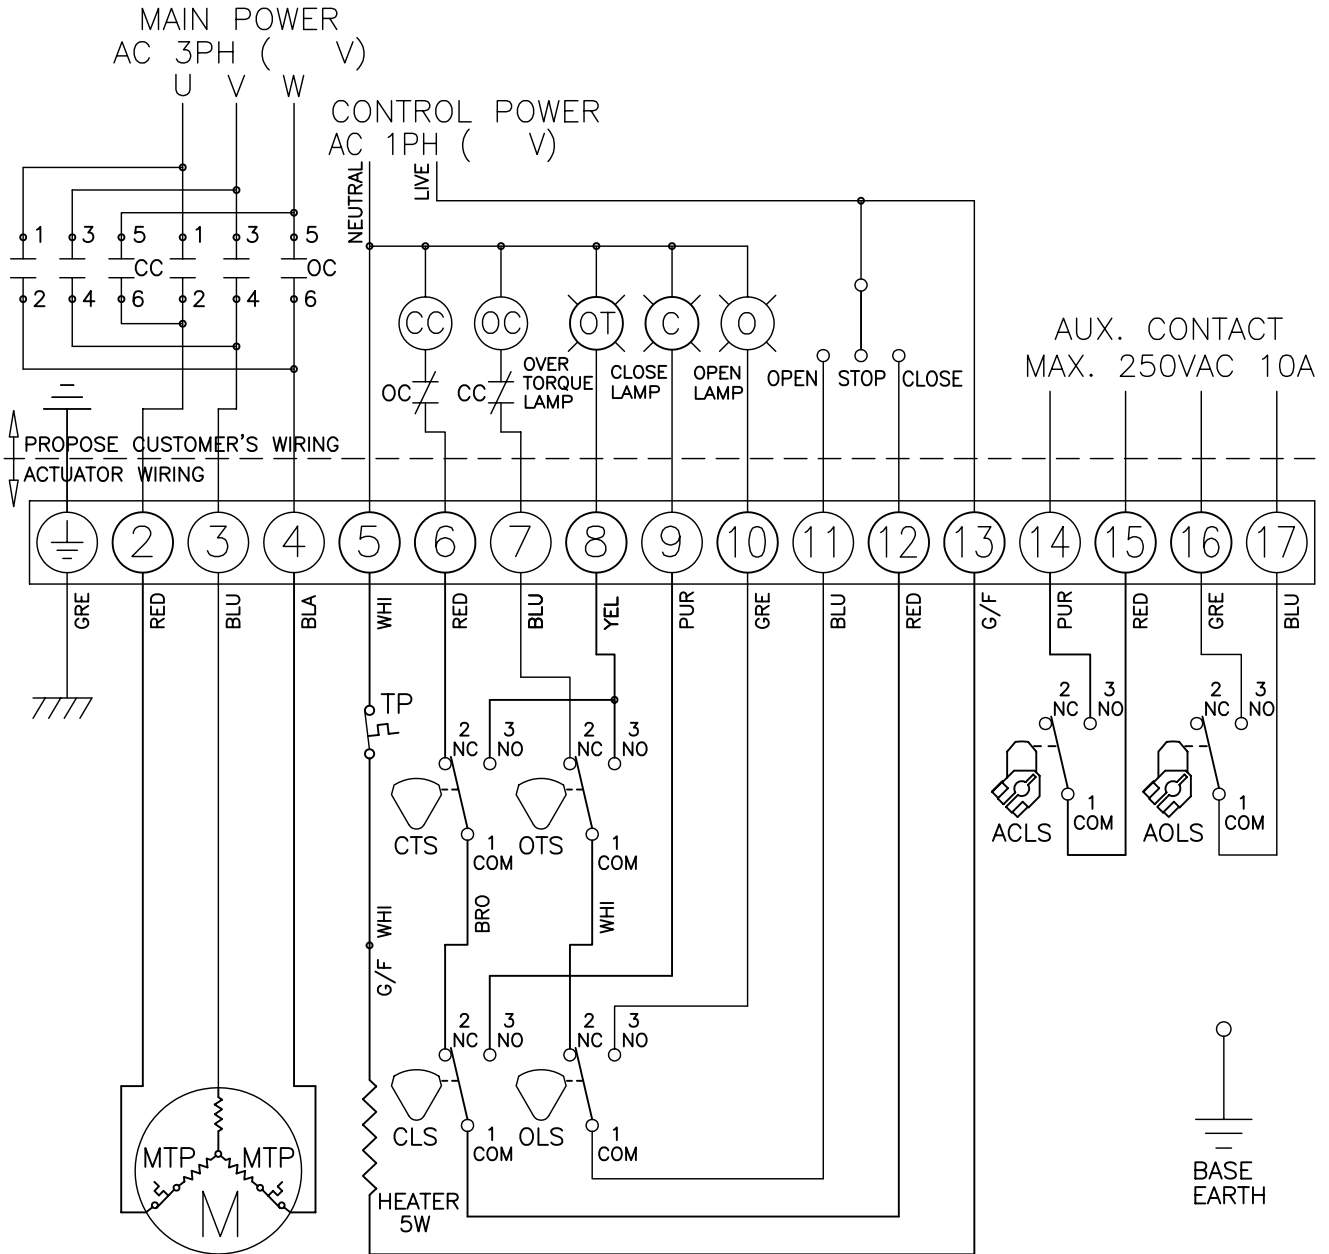 MAIN POWER
AC 3PH ( V)
U V W
CONTROL POWER
AC 1PH ( V)
NEUTRAL
LIVE
1 3 5 1 3 5
CC OC
2 4 6 2 4 6
CC OC OT C O
OC CC
OVER
TORQUE
LAMP
CLOSE
LAMP
OPEN
LAMP
OPEN STOP CLOSE
AUX. CONTACT
MAX. 250VAC 10A
PROPOSE CUSTOMER'S WIRING
ACTUATOR WIRING
2 3 4 5 6 7 8 9 10 11 12 13 14 15 16 17
GRE RED BLU BLA WHI RED BLU YEL PUR GRE BLU RED G/F PUR RED GRE BLU
TP
2 3 2 3
NC NO NC NO
CTS OTS
1 1
COM COM
2 3 2 3
NC NO NC NO
ACLS AOLS
1 1
COM COM
WHI BRO WHI
G/F
2 3 2 3
NC NO NC NO
CLS OLS
1 1
COM COM
MTP MTP
M
HEATER
5W
BASE
EARTH